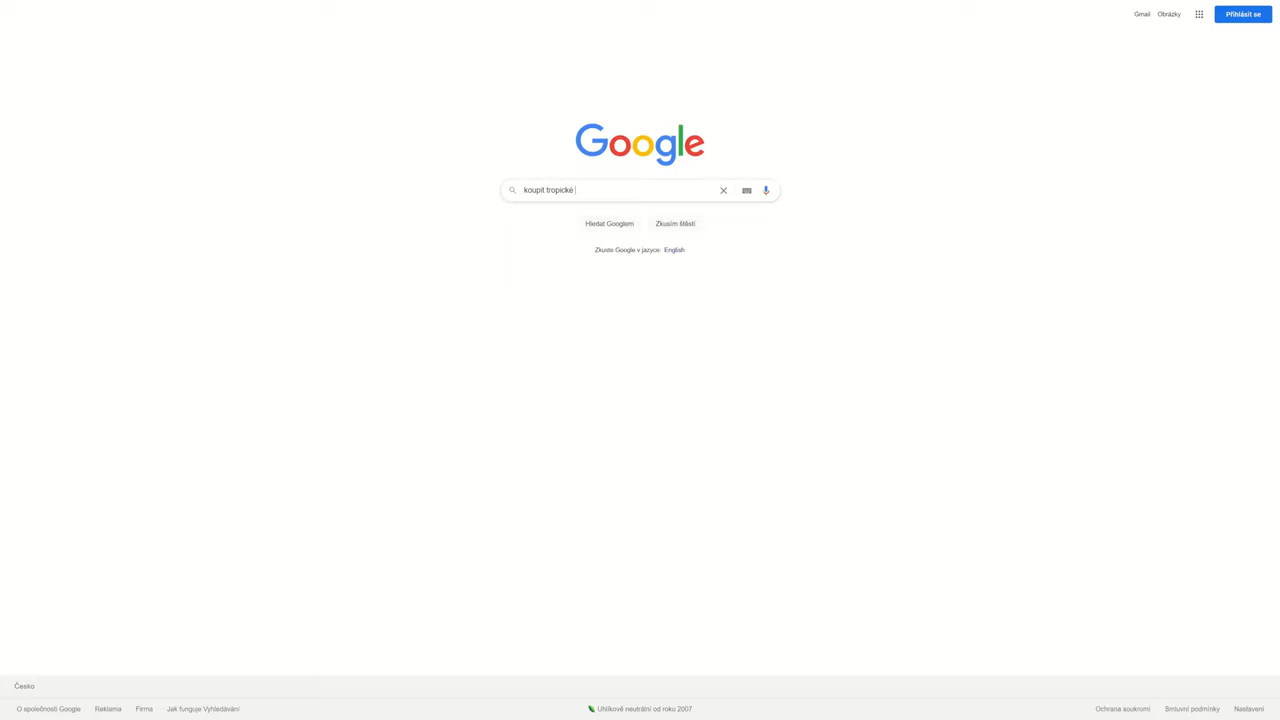 Gmail Obrázky Přihlásit se
Google
koupit tropické
Hledat Googlem Zkusím štěstí
Zkuste Google v jazyce: English
Česko
O společnosti Google Reklama Firma Jak funguje Vyhledávání Uhlíkově neutrální od roku 2007 Ochrana soukromí Smluvní podmínky Nastavení